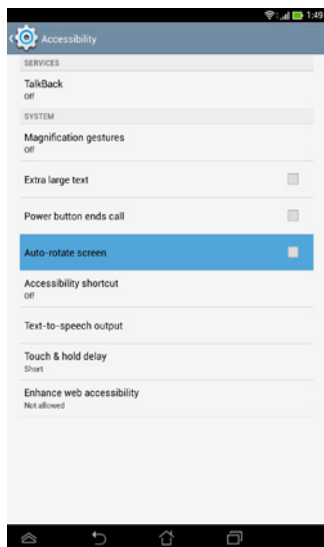 1:49
Accessibility
SERVICES
TalkBack
Off
SYSTEM
Magnification gestures
Off
Extra large text
Power button ends call
Auto-rotate screen
Accessibility shortcut
Off
Text-to-speech output
Touch & hold delay
Short
Enhance web accessibility
Not allowed